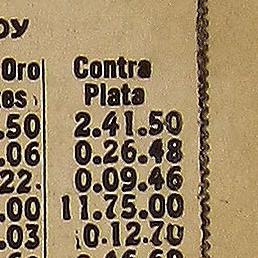 OY
Oro Contra
es Plata
.50 2.41.50
.06 0.26.48
22. 0.09.46
.00 11.75.00
.03 0.12.70